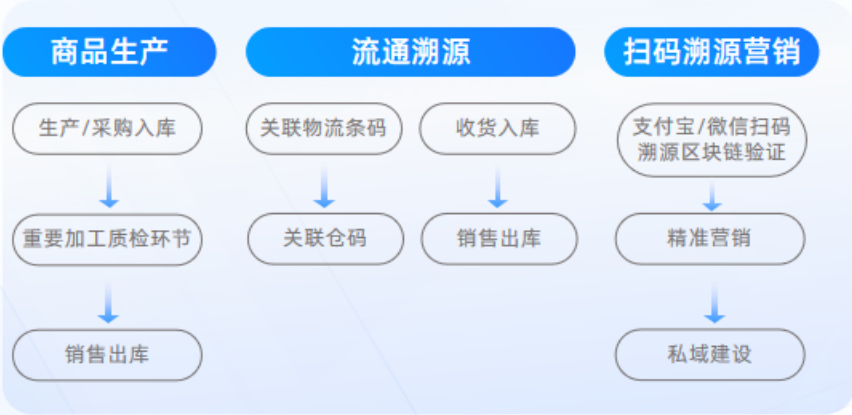 商品生产
流通溯源
扫码溯源营销
生产/采购入库
关联物流条码
收货入库
支付宝/微信扫码
溯源区块链验证
重要加工质检环节
关联仓码
销售出库
精准营销
销售出库
私域建设